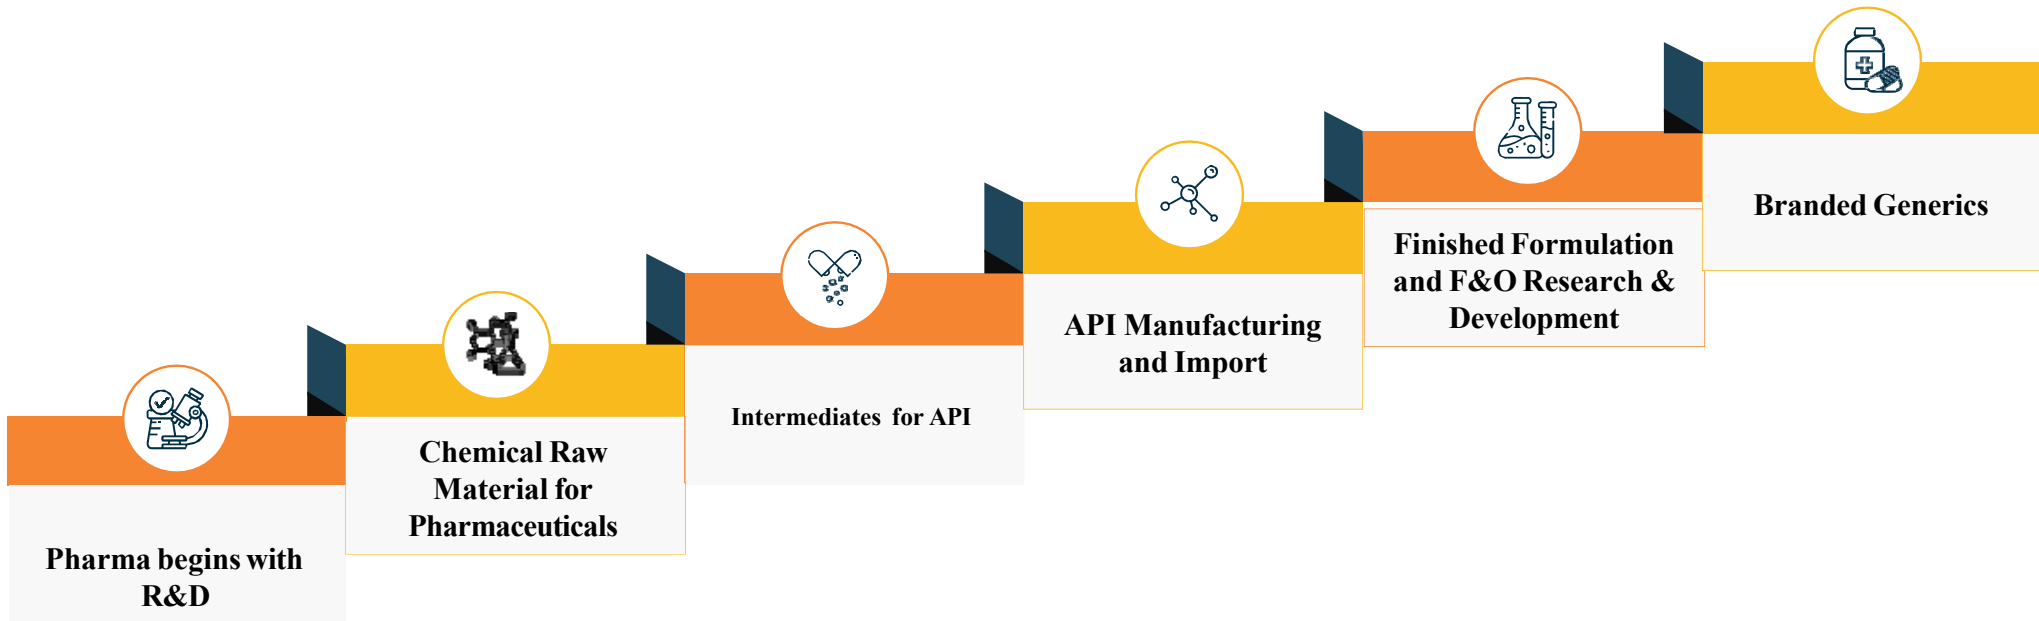 Pharma begins with
R&D
Chemical Raw
Material for
Pharmaceuticals
Intermediates for API
API Manufacturing
and Import
Finished Formulation
and F&O Research &
Development
Branded Generics